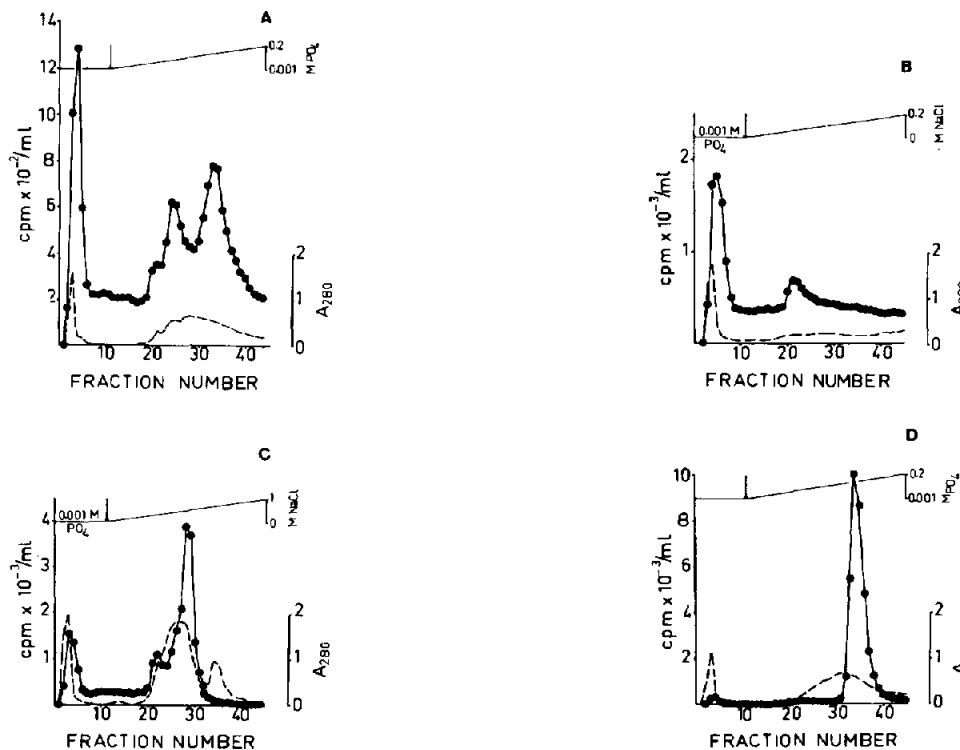 A
14
12
10
8
6
4
2
cpm x 10⁻²/ml
0.2
0.001
M PO₄
2
1
0
A₂₈₀
10 20 30 40
FRACTION NUMBER
B
0.001 M
PO₄
0.2
0
M NaCl
2
1
cpm x 10⁻³/ml
2
1
0
10 20 30 40
FRACTION NUMBER
C
0.001 M
PO₄
1
0
M NaCl
4
3
2
1
cpm x 10⁻³/ml
2
1
0
A₂₈₀
10 20 30 40
FRACTION NUMBER
D
10
8
6
4
2
cpm x 10⁻³/ml
0.2
0.001
M PO₄
2
1
0
10 20 30 40
FRACTION NUMBER